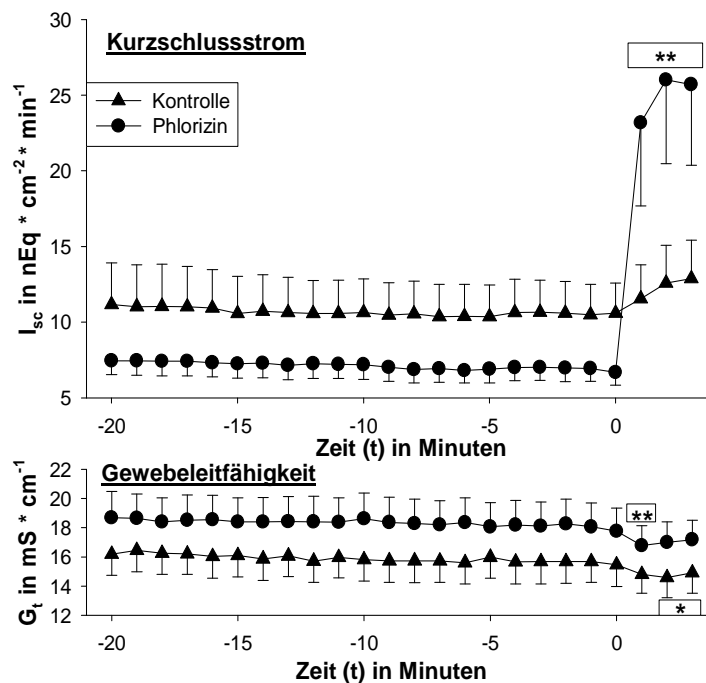 Kurzschlussstrom
Kontrolle
Phlorizin
**
I_sc in nEq * cm^-2 * min^-1
30
25
20
15
10
5
-20 -15 -10 -5 0
Zeit (t) in Minuten
Gewebeleitfähigkeit
**
*
G_t in mS * cm^-1
22
20
18
16
14
12
-20 -15 -10 -5 0
Zeit (t) in Minuten